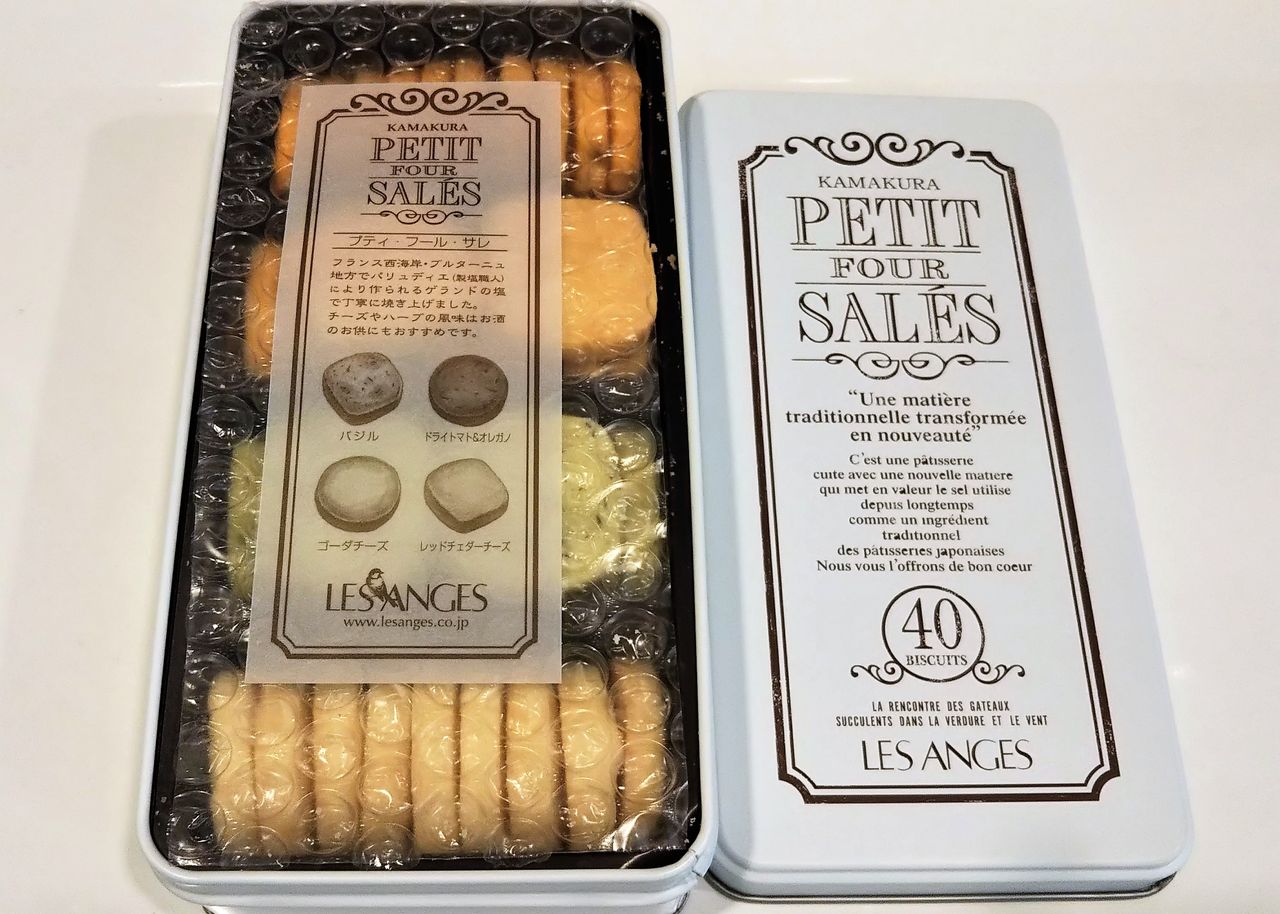 KAMAKURA
PETIT
FOUR
SALÉS
プティ・フール・サレ
フランス西海岸・ブルターニュ
地方でパリュディエ(製塩職人)
により作られるゲランドの塩
で丁寧に焼き上げました。
チーズやハーブの風味はお酒
のお供にもおすすめです。
バジル
ドライトマト&オレガノ
ゴーダチーズ
レッドチェダーチーズ
LES ANGES
www.lesanges.co.jp
KAMAKURA
PETIT
FOUR
SALÉS
“Une matière
traditionnelle transformée
en nouveauté”
C'est une pâtisserie
cuite avec une nouvelle matiere
qui met en valeur le sel utilise
depuis longtemps
comme un ingrédient
traditionnel
des pâtisseries japonaises
Nous vous l'offrons de bon coeur
40
BISCUITS
LA RENCONTRE DES GATEAUX
SUCCULENTS DANS LA VERDURE ET LE VENT
LES ANGES